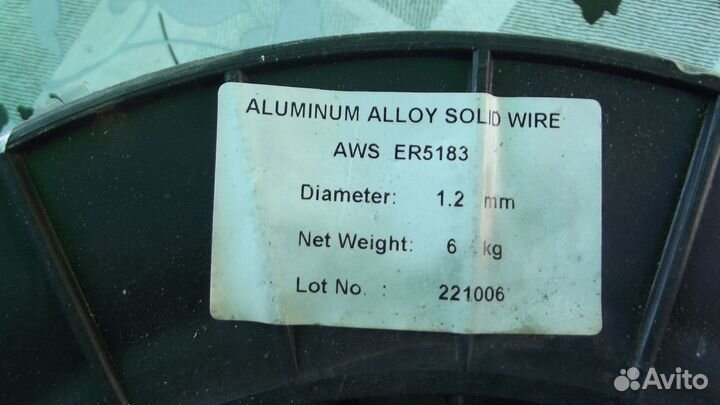 ALUMINUM ALLOY SOLID WIRE
AWS ER5183
Diameter: 1.2 mm
Net Weight: 6 kg
Lot No. : 221006
Avito